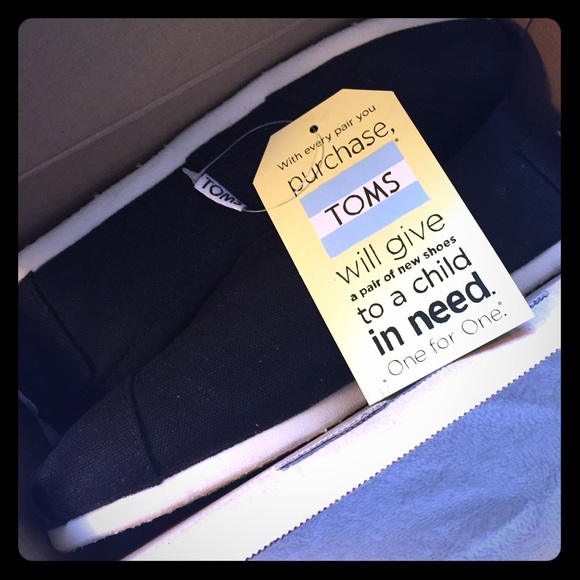 With every pair you
purchase,
TOMS
will give
a pair of new shoes
to a child
in need.
One for One.®
TOMS